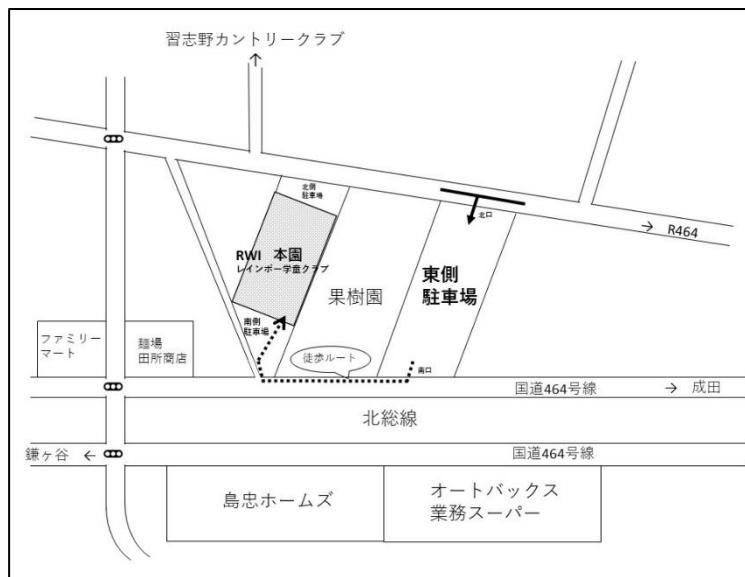 習志野カントリークラブ
北側
駐車場
北口
R464
RWI 本園
レインボー学童クラブ
果樹園
東側
駐車場
南側
駐車場
ファミリー
マート
麺場
田所商店
徒歩ルート
南口
国道464号線
成田
北総線
鎌ヶ谷
国道464号線
島忠ホームズ
オートバックス
業務スーパー